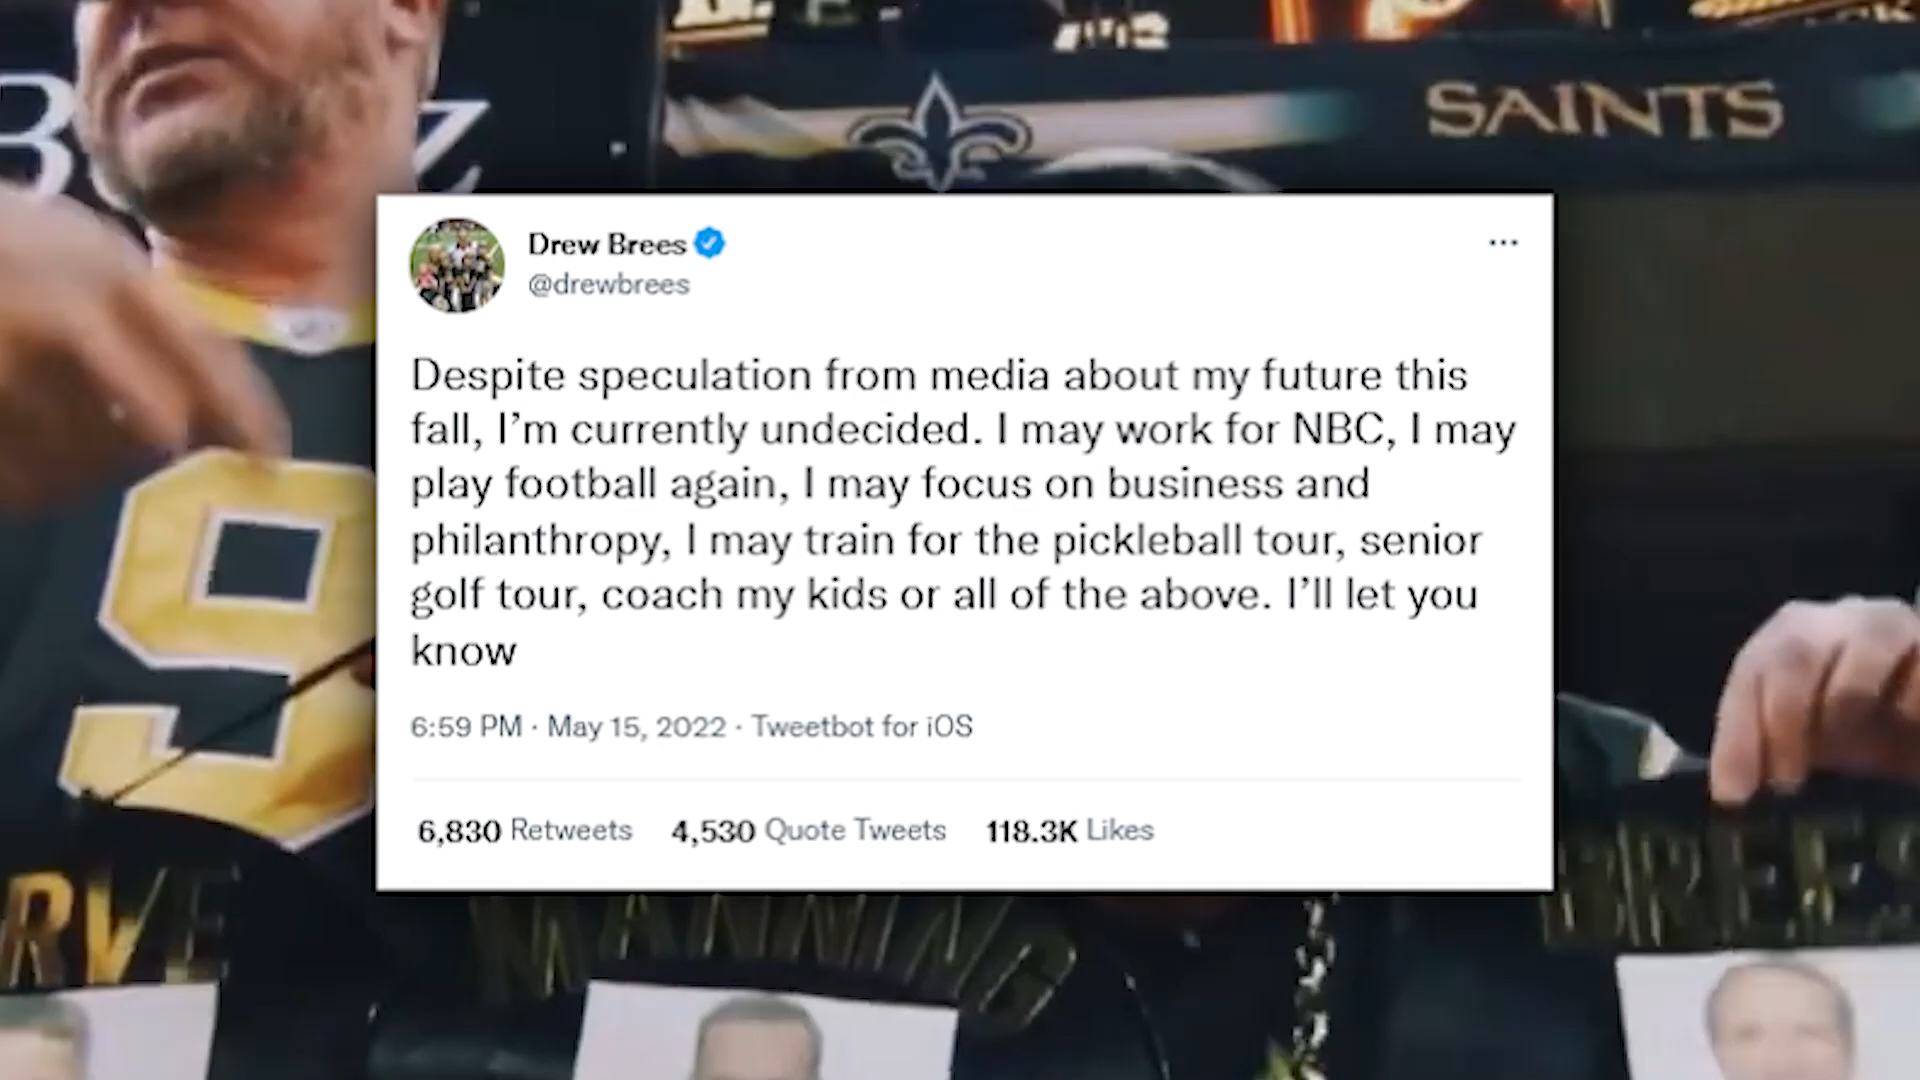 SAINTS
Drew Brees
@drewbrees
Despite speculation from media about my future this
fall, I’m currently undecided. I may work for NBC, I may
play football again, I may focus on business and
philanthropy, I may train for the pickleball tour, senior
golf tour, coach my kids or all of the above. I’ll let you
know
6:59 PM · May 15, 2022 · Tweetbot for iOS
6,830 Retweets 4,530 Quote Tweets 118.3K Likes
9
MANNING
BREES